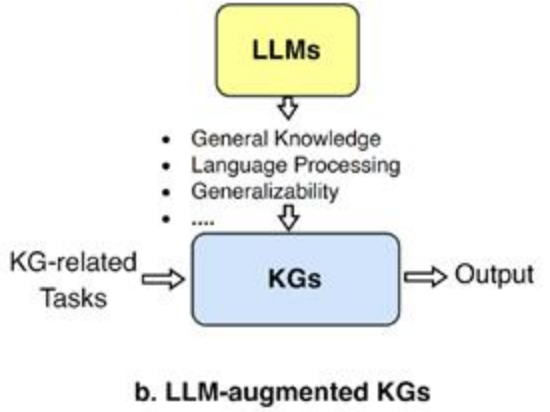 LLMs
• General Knowledge
• Language Processing
• Generalizability
• ....
KG-related
Tasks
KGs
Output
b. LLM-augmented KGs